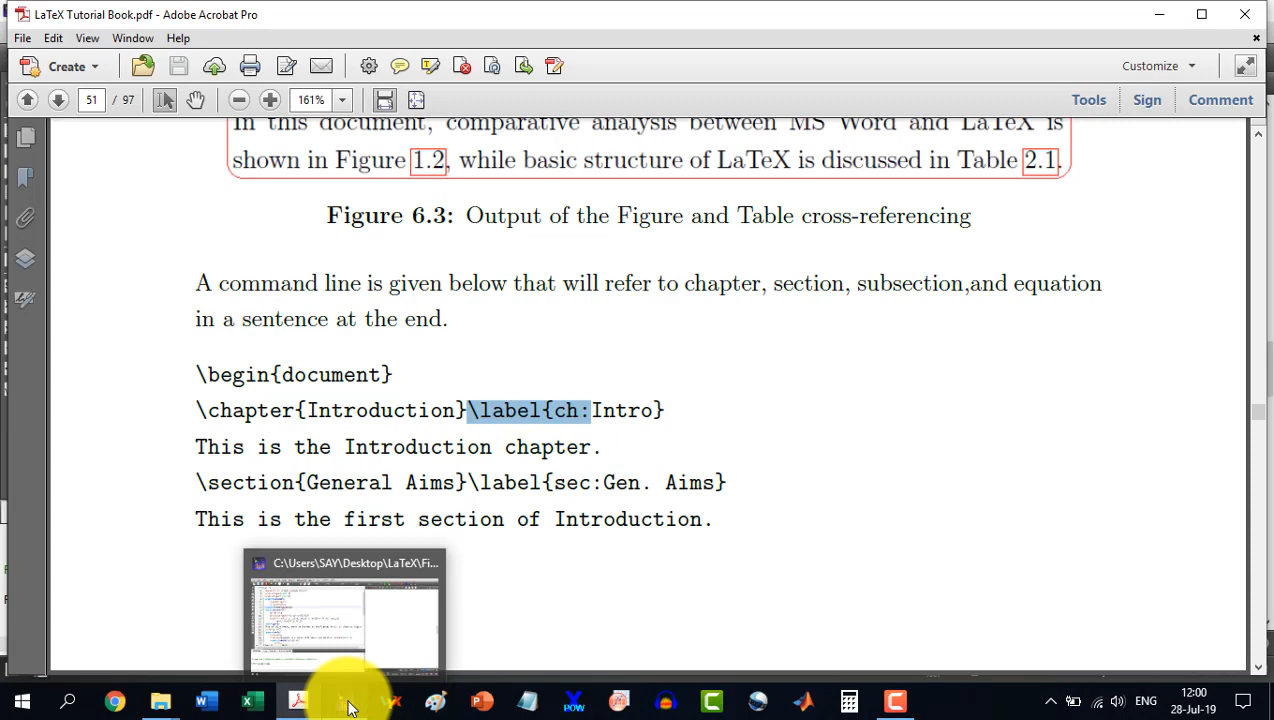 LaTeX Tutorial Book.pdf - Adobe Acrobat Pro
File Edit View Window Help
Create Customize
51 / 97 161% Tools Sign Comment
In this document, comparative analysis between MS Word and LaTeX is
shown in Figure 1.2, while basic structure of LaTeX is discussed in Table 2.1.
Figure 6.3: Output of the Figure and Table cross-referencing
A command line is given below that will refer to chapter, section, subsection,and equation
in a sentence at the end.
\begin{document}
\chapter{Introduction}\label{ch:Intro}
This is the Introduction chapter.
\section{General Aims}\label{sec:Gen. Aims}
This is the first section of Introduction.
C:\Users\SAY\Desktop\LaTeX\Fi...
POW
ENG
12:00
28-Jul-19